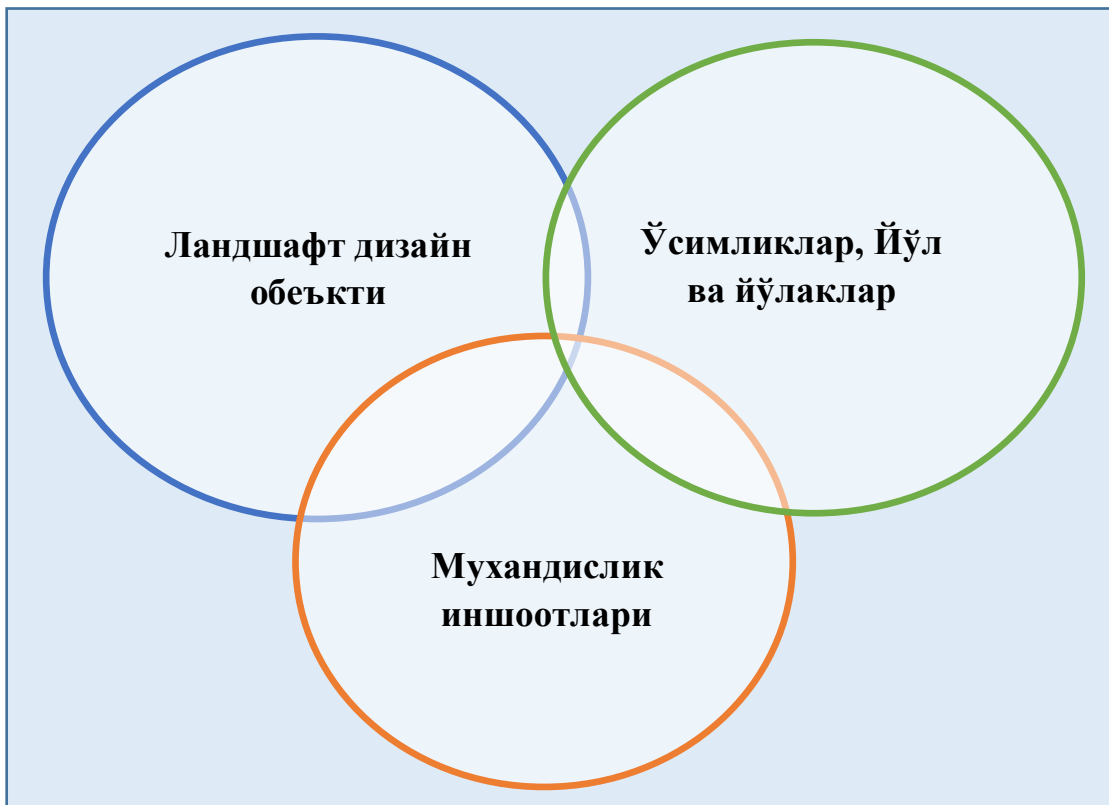 Ландшафт дизайн
обеъкти
Ўсимликлар, Йўл
ва йўлаклар
Мухандислик
иншоотлари